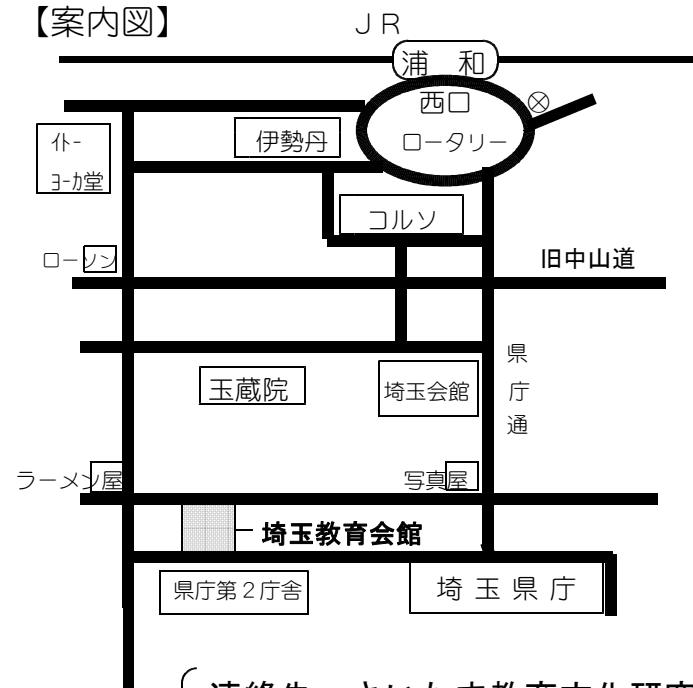 【案内図】
ＪＲ
浦　和
西口
ロータリー
伊勢丹
ｲﾄｰ
ﾖｰｶ堂
コルソ
ローソン
旧中山道
県庁通
玉蔵院
埼玉会館
ラーメン屋
写真屋
埼玉教育会館
県庁第２庁舎
埼玉県庁